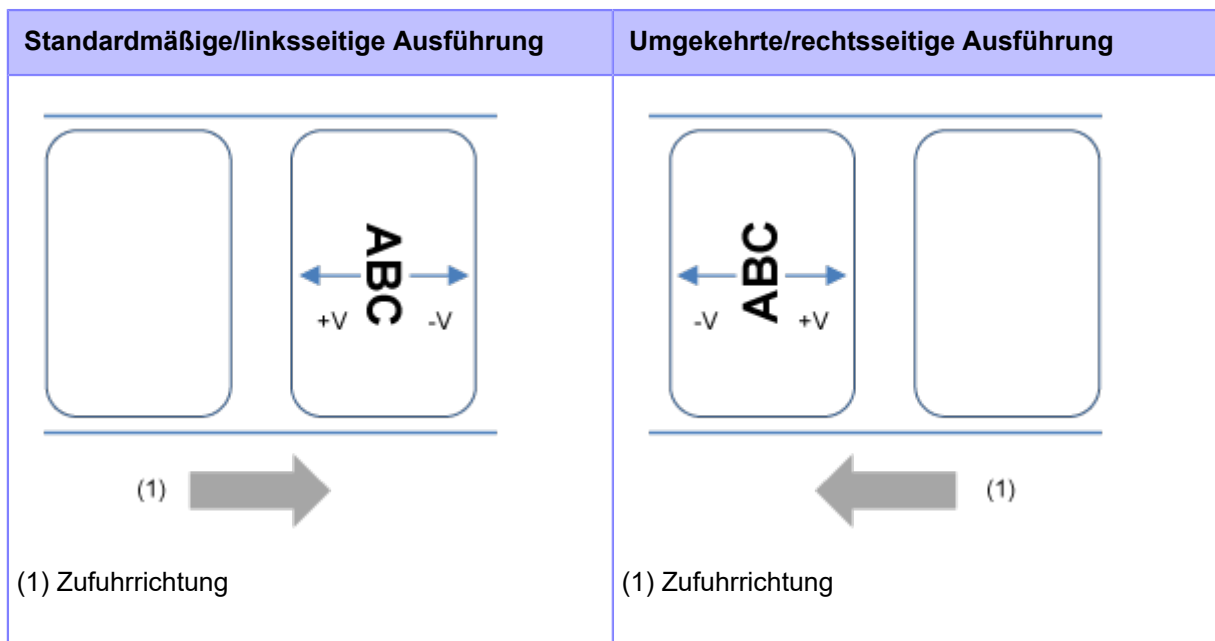 Standardmäßige/linksseitige Ausführung
Umgekehrte/rechtsseitige Ausführung
ABC
+V -V
(1)
(1) Zufuhrrichtung
ABC
-V +V
(1)
(1) Zufuhrrichtung